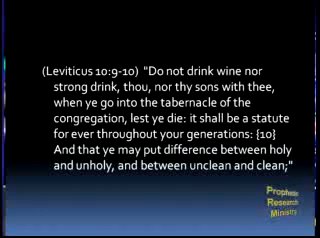 (Leviticus 10:9-10) "Do not drink wine nor
strong drink, thou, nor thy sons with thee,
when ye go into the tabernacle of the
congregation, lest ye die: it shall be a statute
for ever throughout your generations: {10}
And that ye may put difference between holy
and unholy, and between unclean and clean;"
Prophetic
Research
Ministry